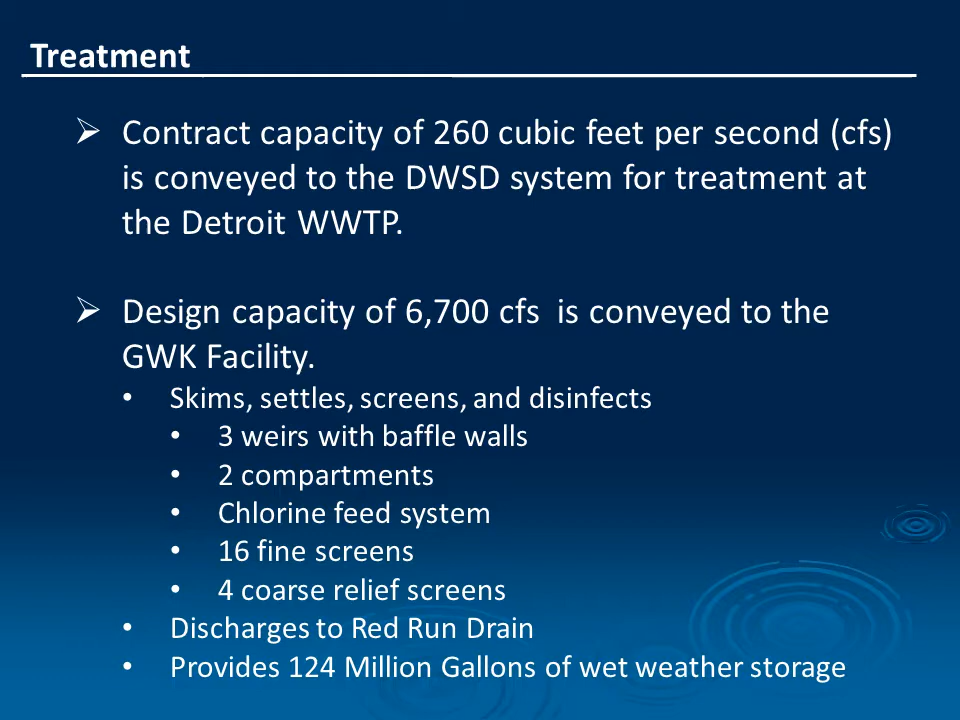 Treatment
➢ Contract capacity of 260 cubic feet per second (cfs)
is conveyed to the DWSD system for treatment at
the Detroit WWTP.
➢ Design capacity of 6,700 cfs  is conveyed to the
GWK Facility.
• Skims, settles, screens, and disinfects
• 3 weirs with baffle walls
• 2 compartments
• Chlorine feed system
• 16 fine screens
• 4 coarse relief screens
• Discharges to Red Run Drain
• Provides 124 Million Gallons of wet weather storage